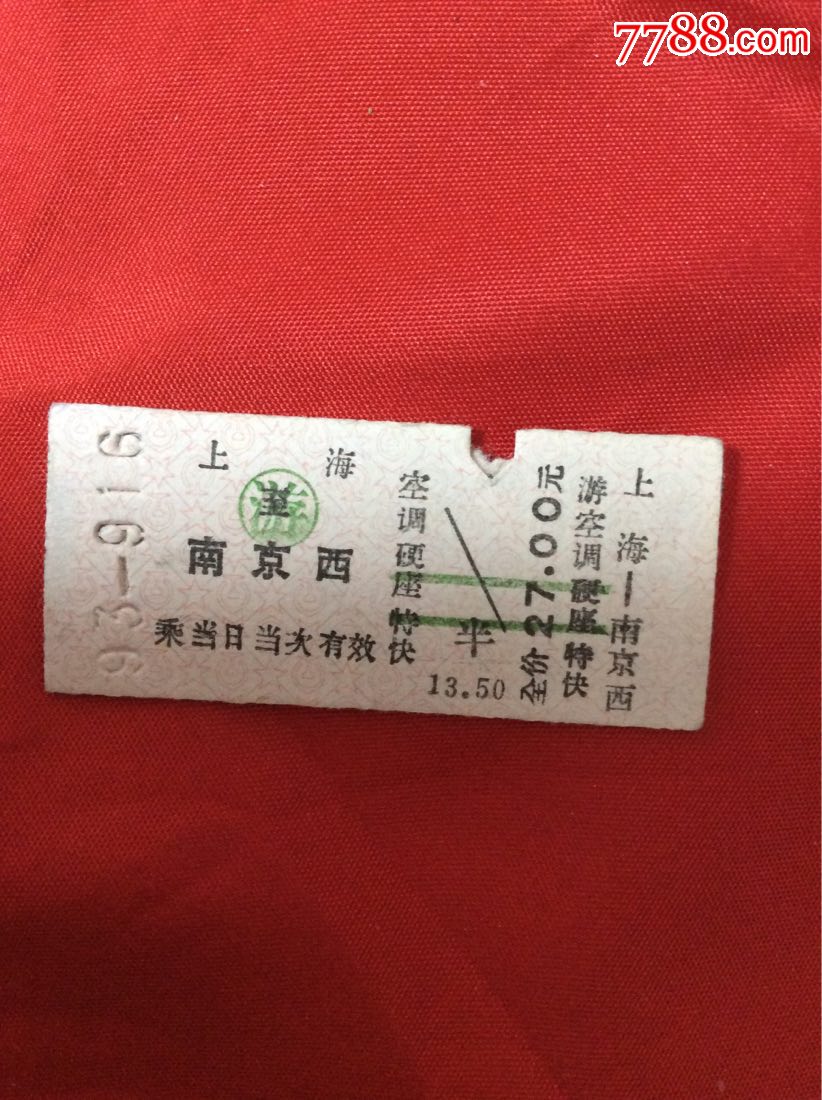 7788.com
93-916
上海
至
游
南京西
乘当日当次有效
空调硬座特快
半
13.50
全价27.00元
游空调硬座特快
上海—南京西